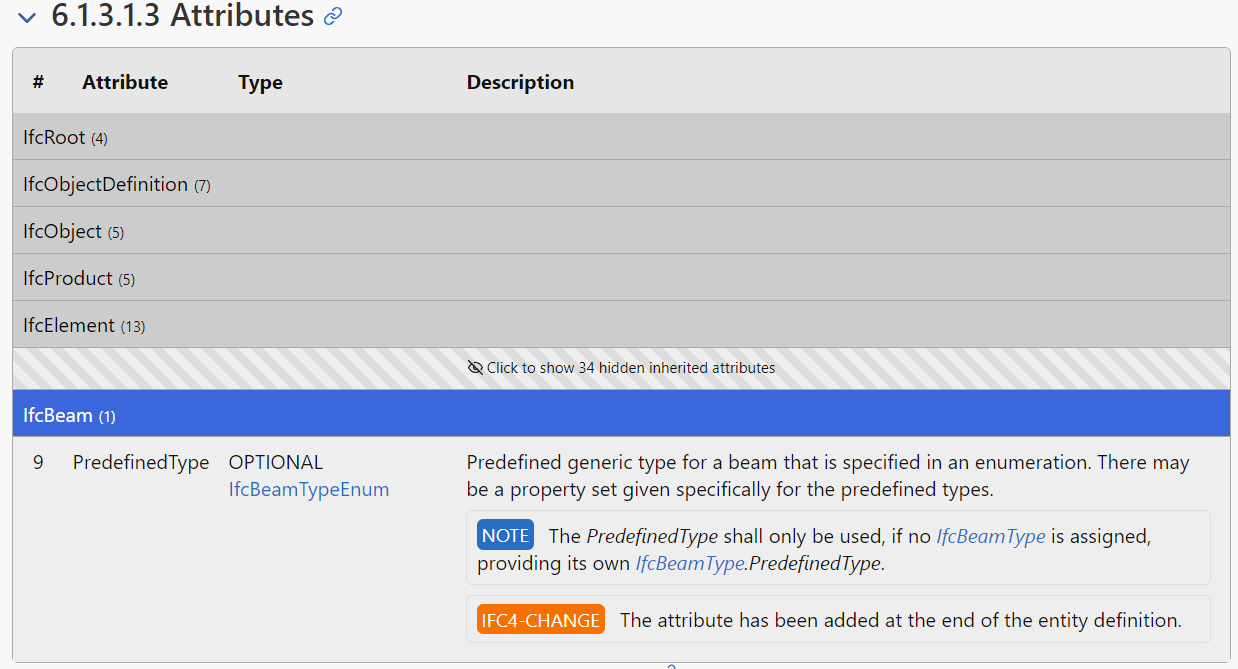 6.1.3.1.3 Attributes
# Attribute Type Description
IfcRoot (4)
IfcObjectDefinition (7)
IfcObject (5)
IfcProduct (5)
IfcElement (13)
Click to show 34 hidden inherited attributes
IfcBeam (1)
9 PredefinedType OPTIONAL
IfcBeamTypeEnum
Predefined generic type for a beam that is specified in an enumeration. There may
be a property set given specifically for the predefined types.
NOTE The PredefinedType shall only be used, if no IfcBeamType is assigned,
providing its own IfcBeamType.PredefinedType.
IFC4-CHANGE The attribute has been added at the end of the entity definition.